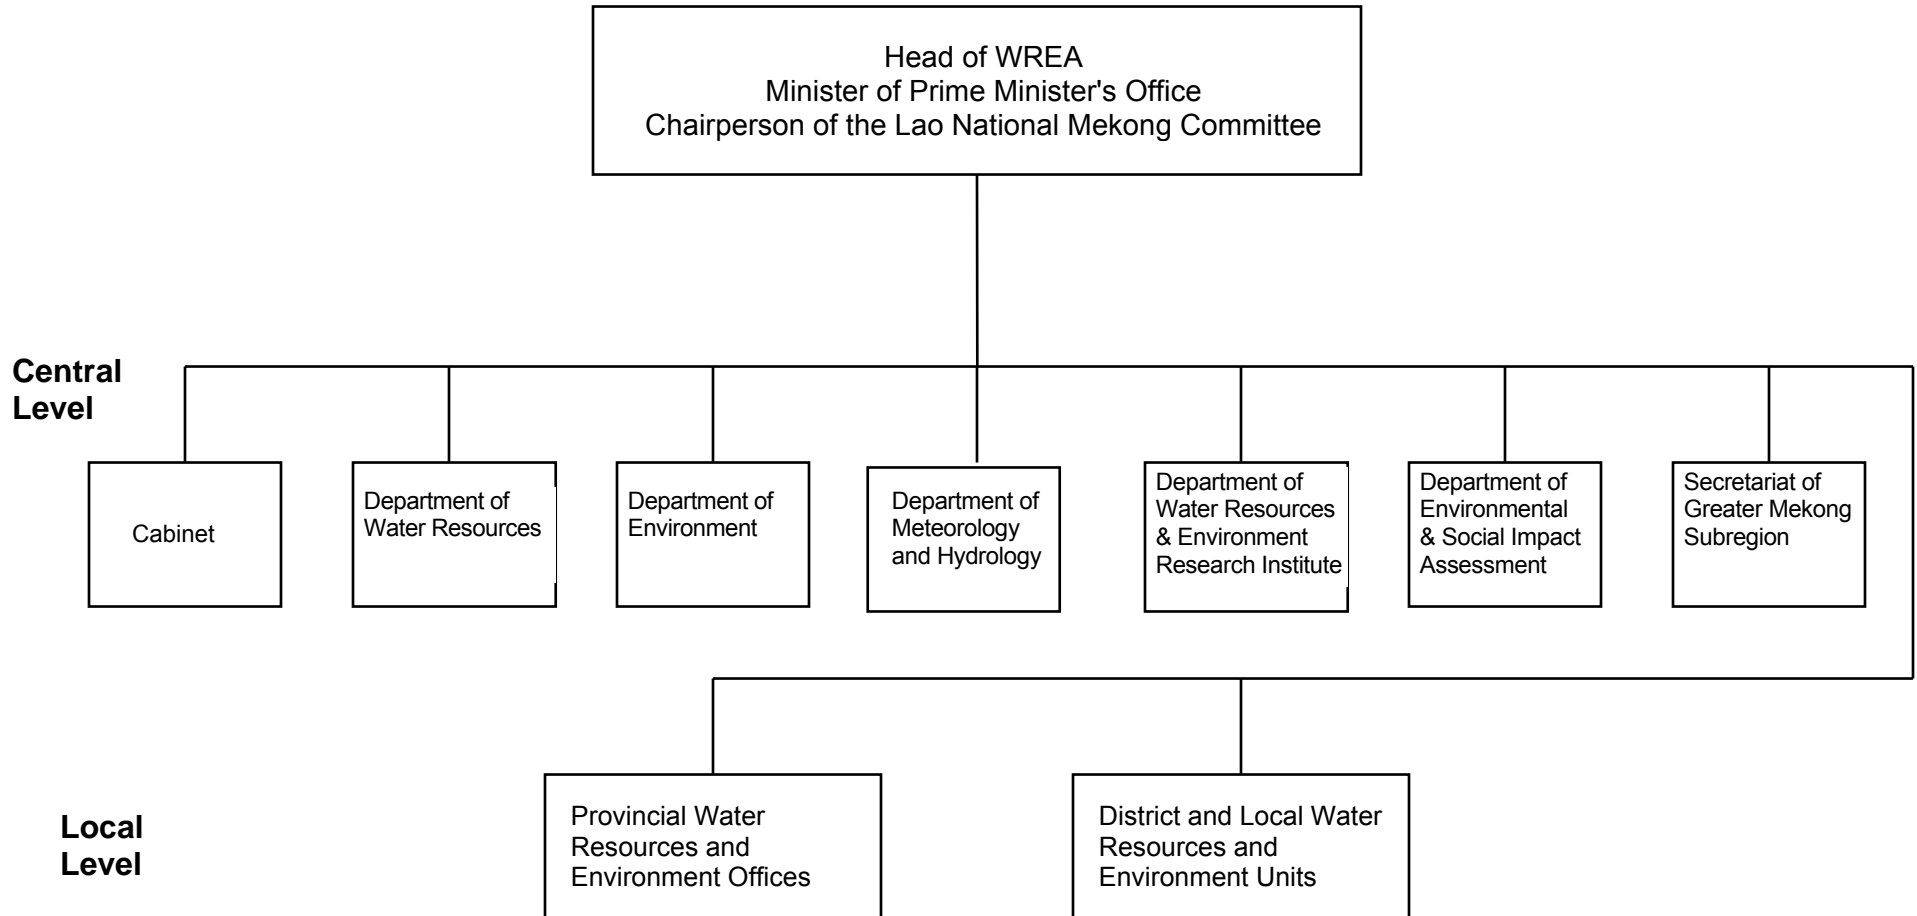 Head of WREA
Minister of Prime Minister's Office
Chairperson of the Lao National Mekong Committee
Central
Level
Cabinet
Department of
Water Resources
Department of
Environment
Department of
Meteorology
and Hydrology
Department of
Water Resources
& Environment
Research Institute
Department of
Environmental
& Social Impact
Assessment
Secretariat of
Greater Mekong
Subregion
Local
Level
Provincial Water
Resources and
Environment Offices
District and Local Water
Resources and
Environment Units